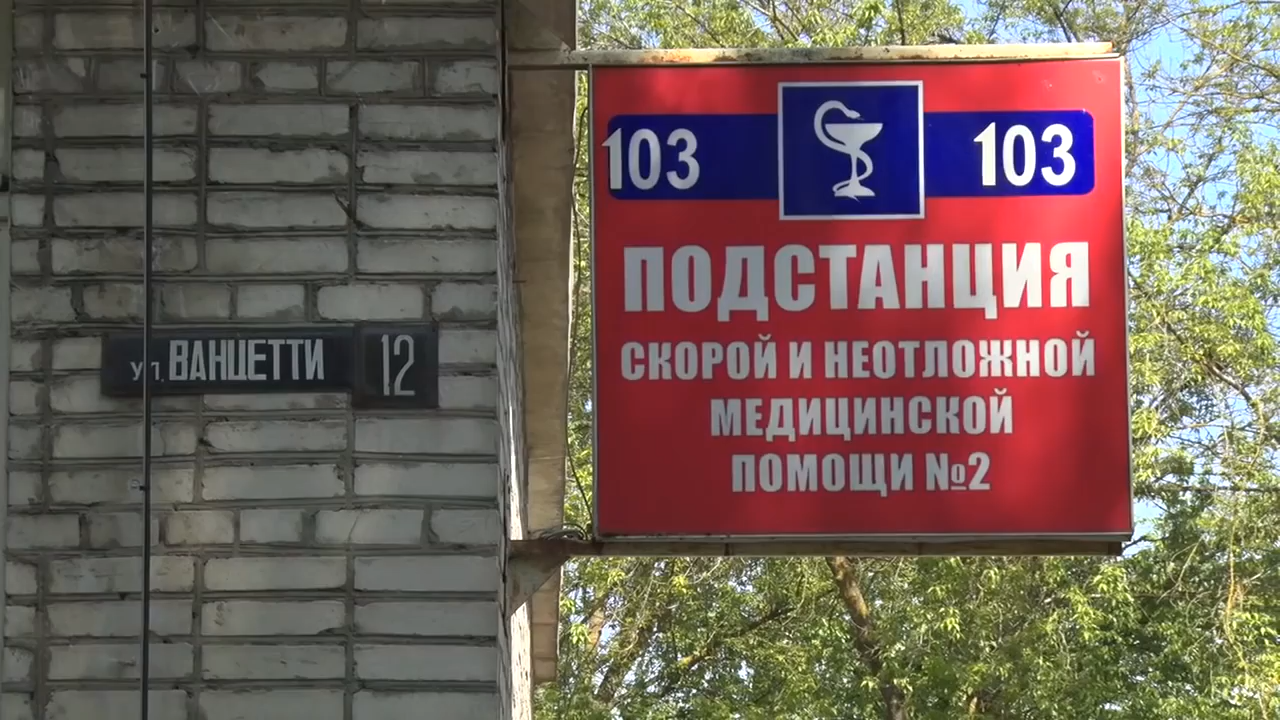 ул. ВАНЦЕТТИ 12
103 103
ПОДСТАНЦИЯ
СКОРОЙ И НЕОТЛОЖНОЙ
МЕДИЦИНСКОЙ
ПОМОЩИ №2